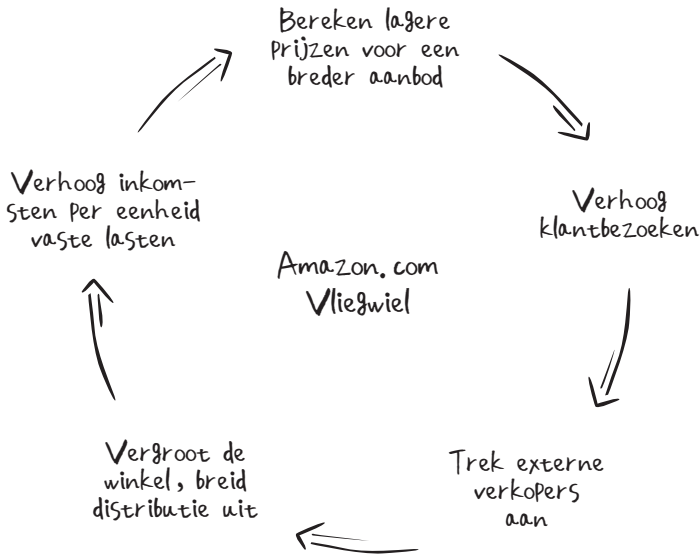 Bereken lagere
prijzen voor een
breder aanbod
Verhoog
klantbezoeken
Trek externe
verkopers
aan
Vergroot de
winkel, breid
distributie uit
Verhoog inkom-
sten per eenheid
vaste lasten
Amazon.com
Vliegwiel